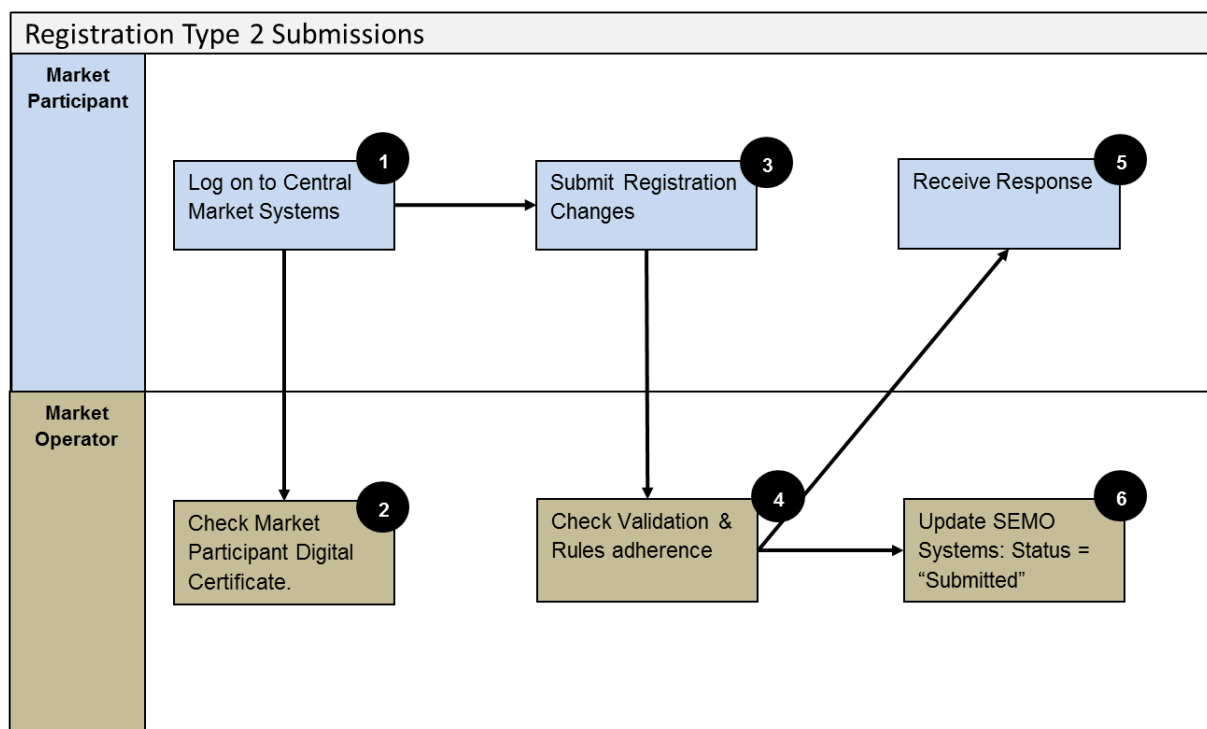 Registration Type 2 Submissions
Market
Participant
1
Log on to Central
Market Systems
3
Submit Registration
Changes
5
Receive Response
Market
Operator
2
Check Market
Participant Digital
Certificate.
4
Check Validation &
Rules adherence
6
Update SEMO
Systems: Status =
“Submitted”